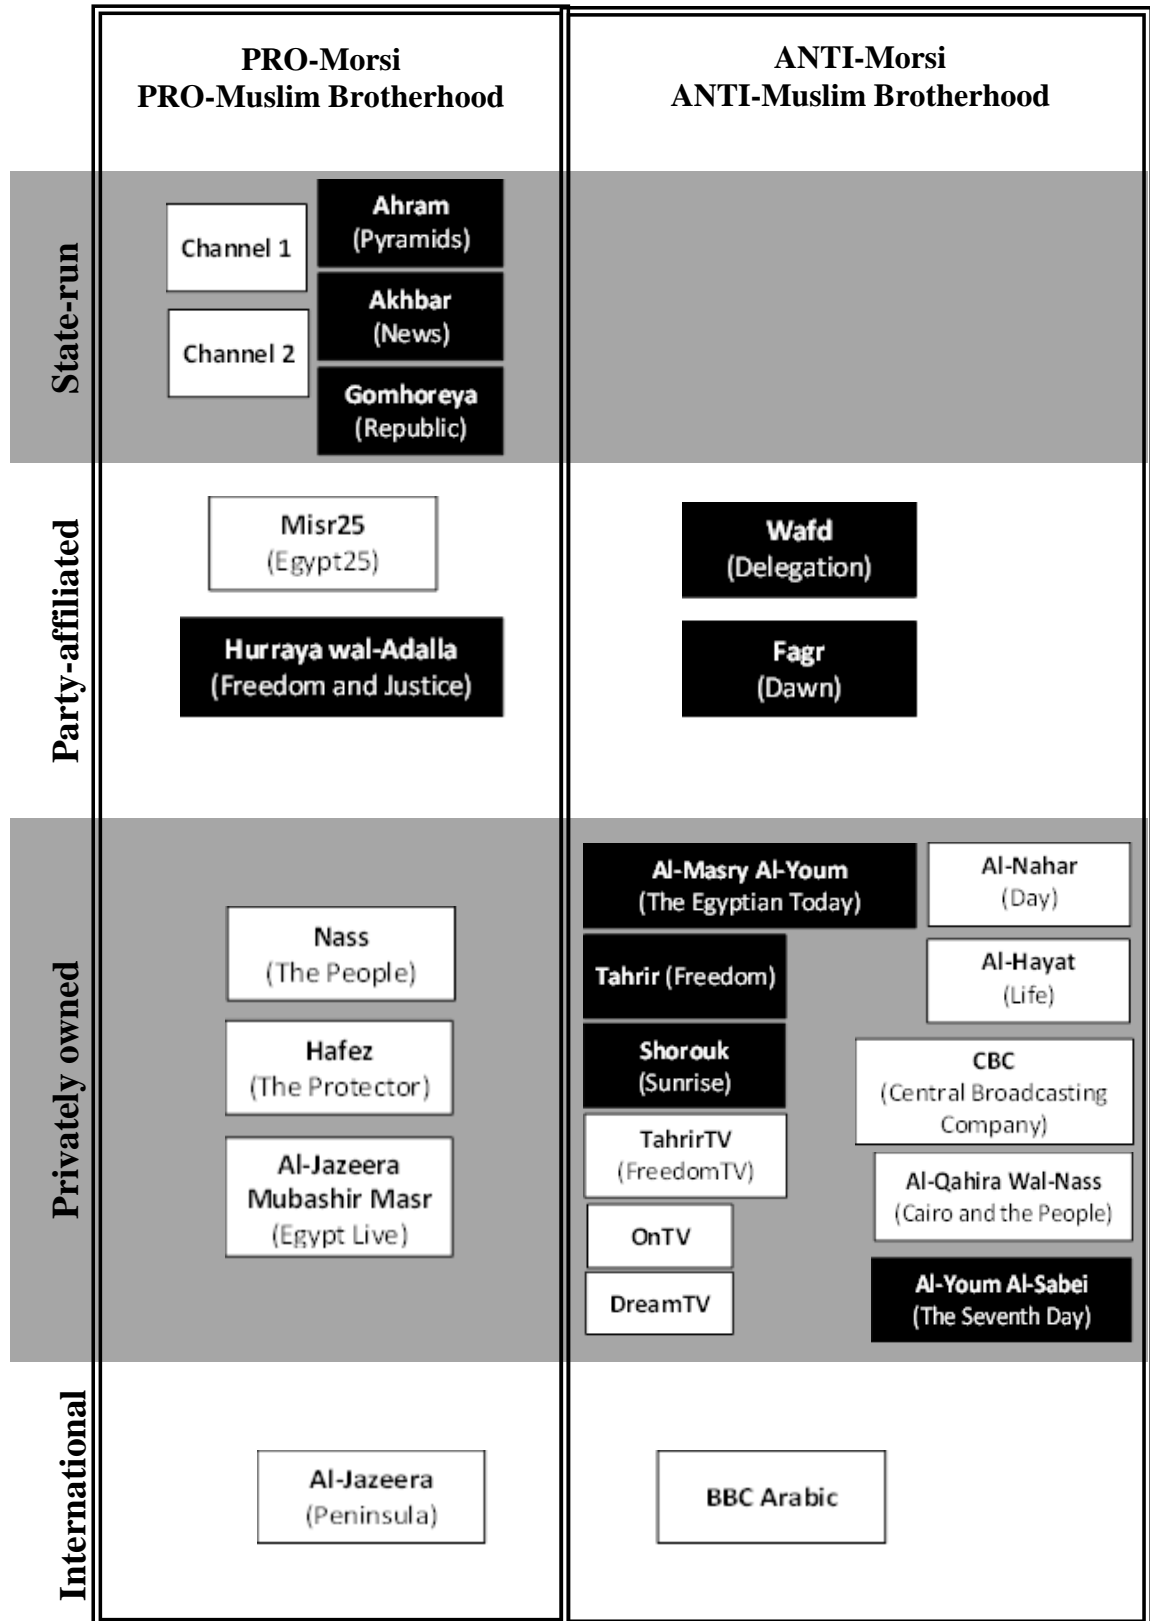 PRO-Morsi
PRO-Muslim Brotherhood
ANTI-Morsi
ANTI-Muslim Brotherhood
State-run
Channel 1
Channel 2
Ahram
(Pyramids)
Akhbar
(News)
Gomhoreya
(Republic)
Party-affiliated
Misr25
(Egypt25)
Hurraya wal-Adalla
(Freedom and Justice)
Wafd
(Delegation)
Fagr
(Dawn)
Privately owned
Nass
(The People)
Hafez
(The Protector)
Al-Jazeera
Mubashir Masr
(Egypt Live)
Al-Masry Al-Youm
(The Egyptian Today)
Tahrir (Freedom)
Shorouk
(Sunrise)
TahrirTV
(FreedomTV)
OnTV
DreamTV
Al-Nahar
(Day)
Al-Hayat
(Life)
CBC
(Central Broadcasting
Company)
Al-Qahira Wal-Nass
(Cairo and the People)
Al-Youm Al-Sabei
(The Seventh Day)
International
Al-Jazeera
(Peninsula)
BBC Arabic